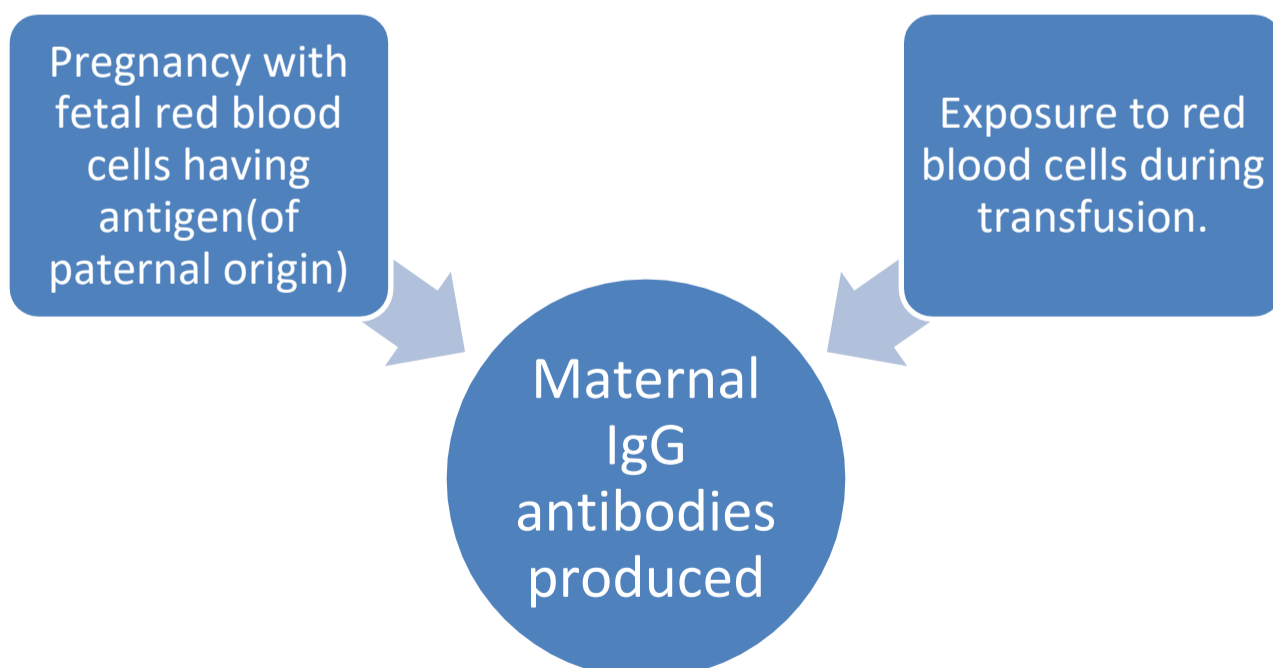 Pregnancy with
fetal red blood
cells having
antigen(of
paternal origin)
Exposure to red
blood cells during
transfusion.
Maternal
IgG
antibodies
produced